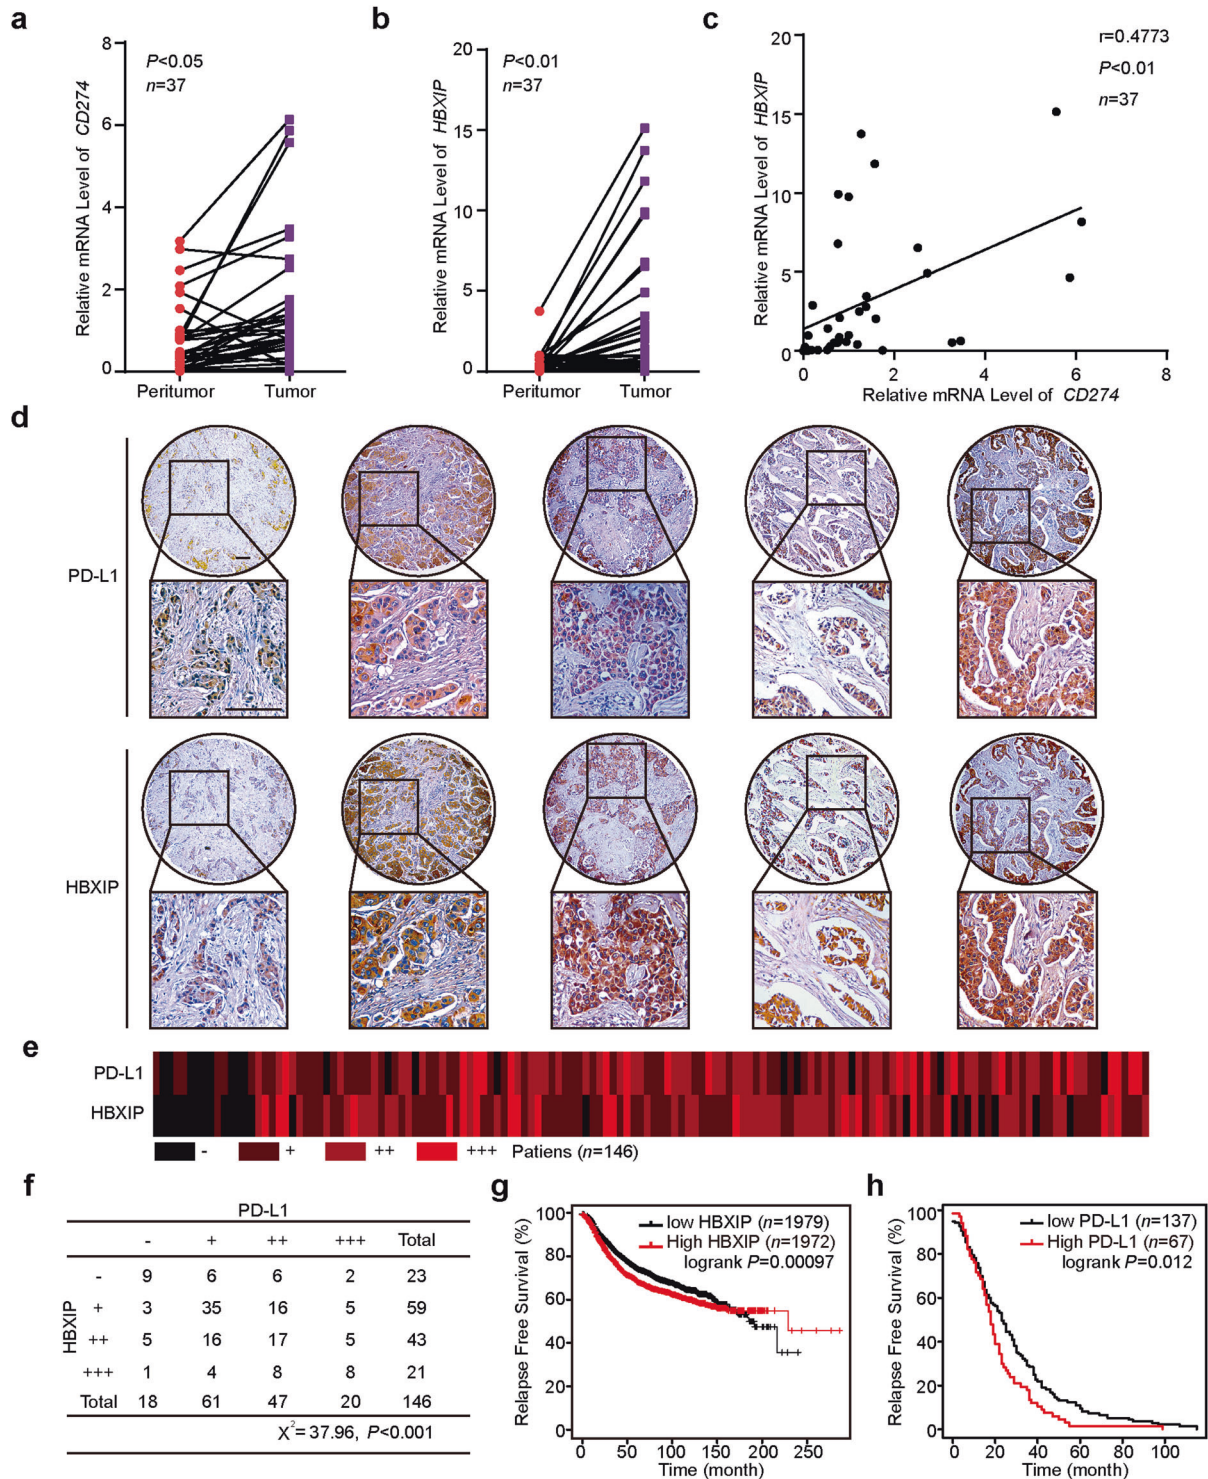 a
8
6
4
2
0
Relative mRNA Level of CD274
P<0.05
n=37
Peritumor
Tumor
b
20
15
10
5
0
Relative mRNA Level of HBXIP
P<0.01
n=37
Peritumor
Tumor
c
20
15
10
5
0
Relative mRNA Level of HBXIP
r=0.4773
P<0.01
n=37
0 2 4 6 8
Relative mRNA Level of CD274
d
PD-L1
HBXIP
e
PD-L1
HBXIP
- + ++ +++ Patiens (n=146)
f
PD-L1
- + ++ +++ Total
HBXIP
- 9 6 6 2 23
+ 3 35 16 5 59
++ 5 16 17 5 43
+++ 1 4 8 8 21
Total 18 61 47 20 146
X²= 37.96, P<0.001
g
100
80
60
40
20
0
Relapse Free Survival (%)
low HBXIP (n=1979)
High HBXIP (n=1972)
logrank P=0.00097
0 50 100 150 200 250
Time (month)
h
100
80
60
40
20
0
Relapse Free Survival (%)
low PD-L1 (n=137)
High PD-L1 (n=67)
logrank P=0.012
0 20 40 60 80 100
Time (month)